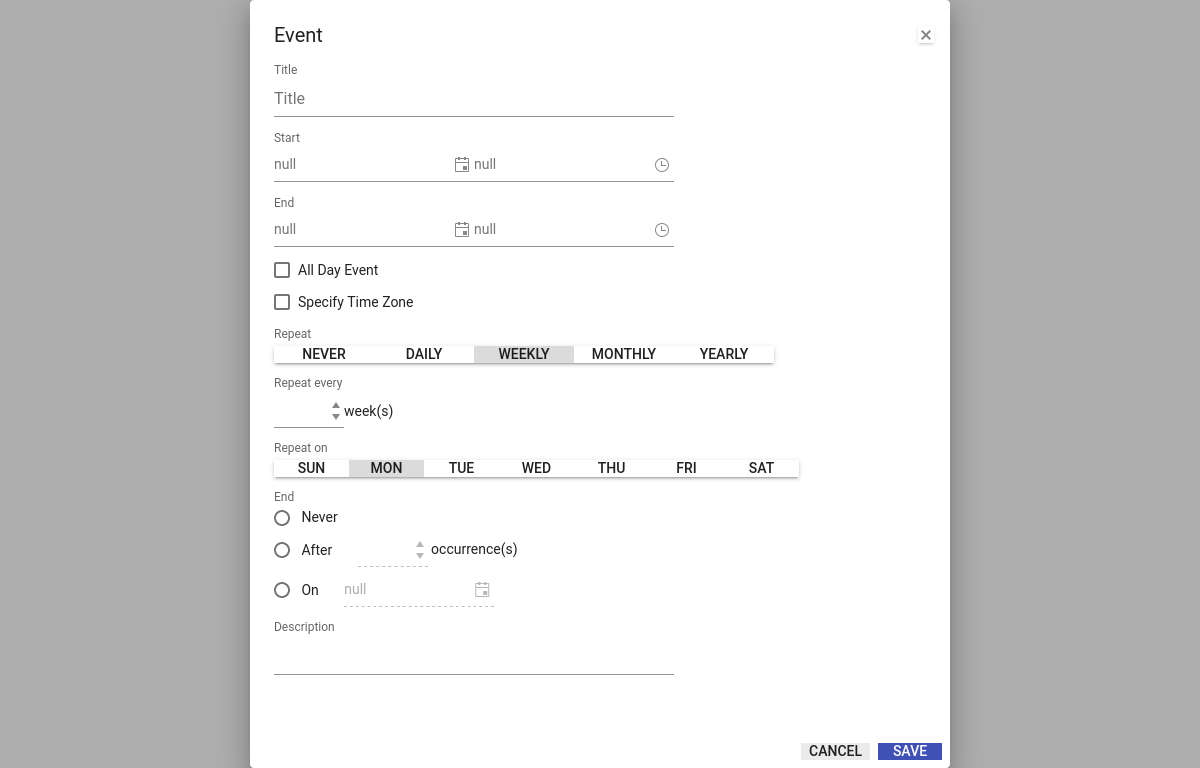 Event
Title
Title
Start
null null
End
null null
All Day Event
Specify Time Zone
Repeat
NEVER DAILY WEEKLY MONTHLY YEARLY
Repeat every
week(s)
Repeat on
SUN MON TUE WED THU FRI SAT
End
Never
After occurrence(s)
On null
Description
CANCEL SAVE